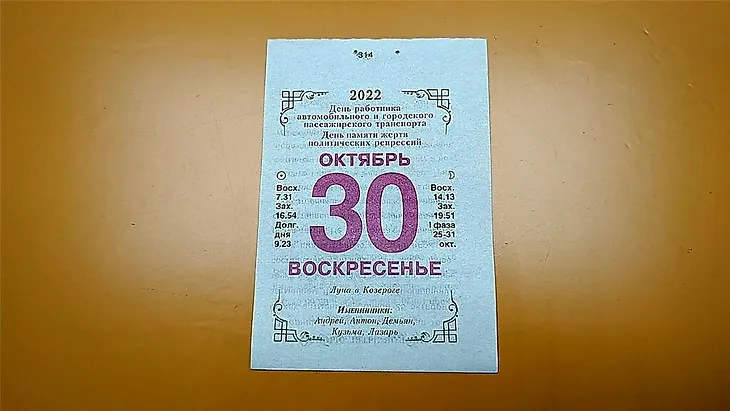 *314 *
2022
День работника
автомобильного и городского
пассажирского транспорта
День памяти жертв
политических репрессий
ОКТЯБРЬ
30
Восх.
7.31
Зах.
16.54
Долг.
дня
9.23
Восх.
14.13
Зах.
19.51
I фаза
25-31
окт.
ВОСКРЕСЕНЬЕ
Луна в Козероге
Именинники:
Андрей, Антон, Демьян,
Кузьма, Лазарь